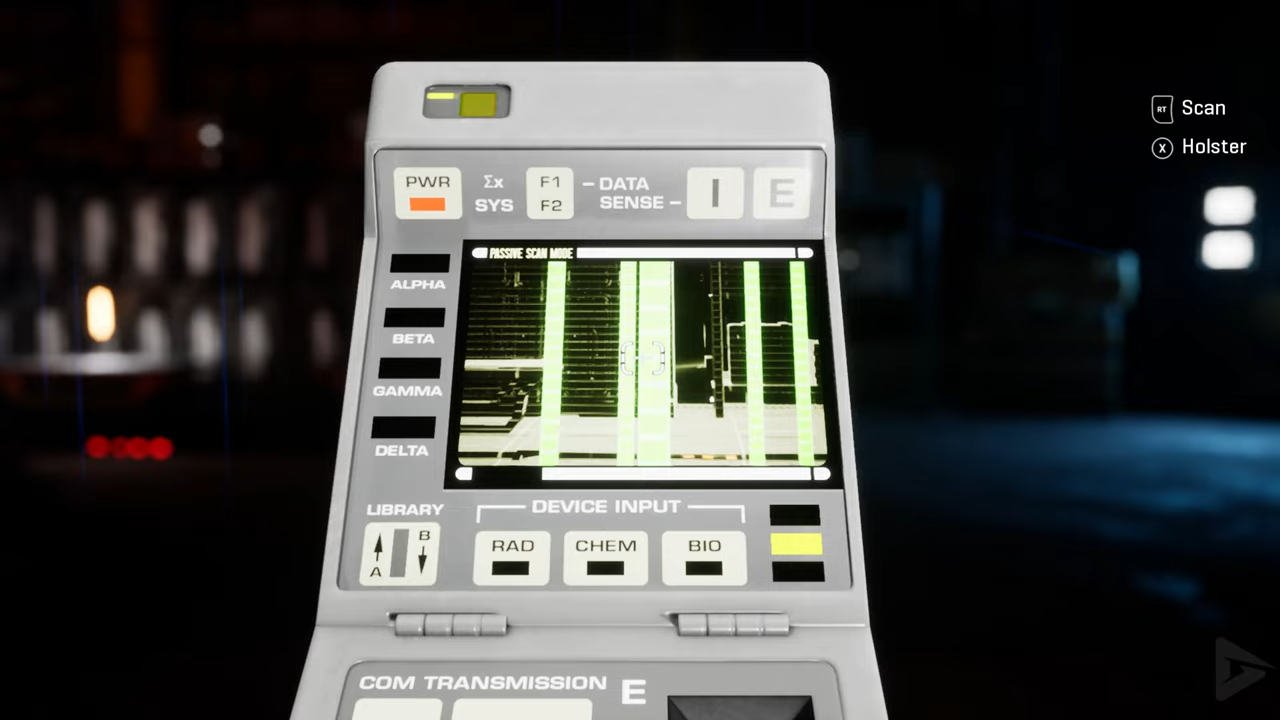 RT Scan
X Holster
PWR
Σx
SYS
F1
F2
– DATA
SENSE –
I
E
PASSIVE SCAN MODE
ALPHA
BETA
GAMMA
DELTA
LIBRARY
A
B
DEVICE INPUT
RAD
CHEM
BIO
COM TRANSMISSION
E